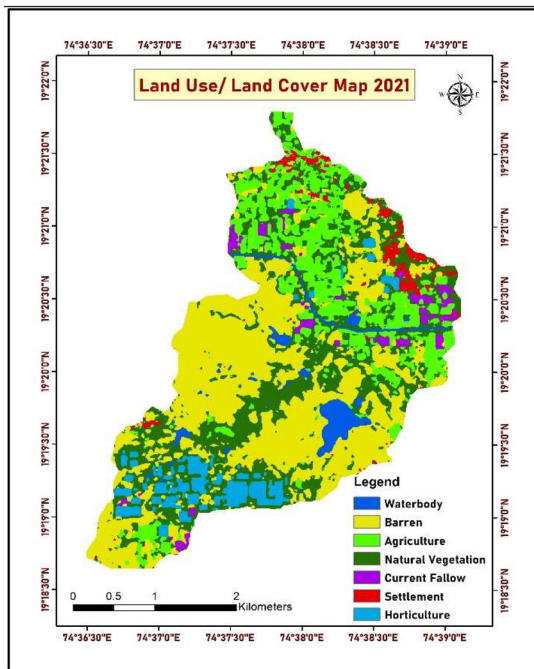 74°36'30"E 74°37'0"E 74°37'30"E 74°38'0"E 74°38'30"E 74°39'0"E
Land Use/ Land Cover Map 2021
N
W E
S
19°22'0"N 19°22'0"N
19°21'30"N 19°21'30"N
19°21'0"N 19°21'0"N
19°20'30"N 19°20'30"N
19°20'0"N 19°20'0"N
19°19'30"N 19°19'30"N
19°19'0"N 19°19'0"N
19°18'30"N 19°18'30"N
Legend
Waterbody
Barren
Agriculture
Natural Vegetation
Current Fallow
Settlement
Horticulture
0 0.5 1 2
Kilometers
74°36'30"E 74°37'0"E 74°37'30"E 74°38'0"E 74°38'30"E 74°39'0"E